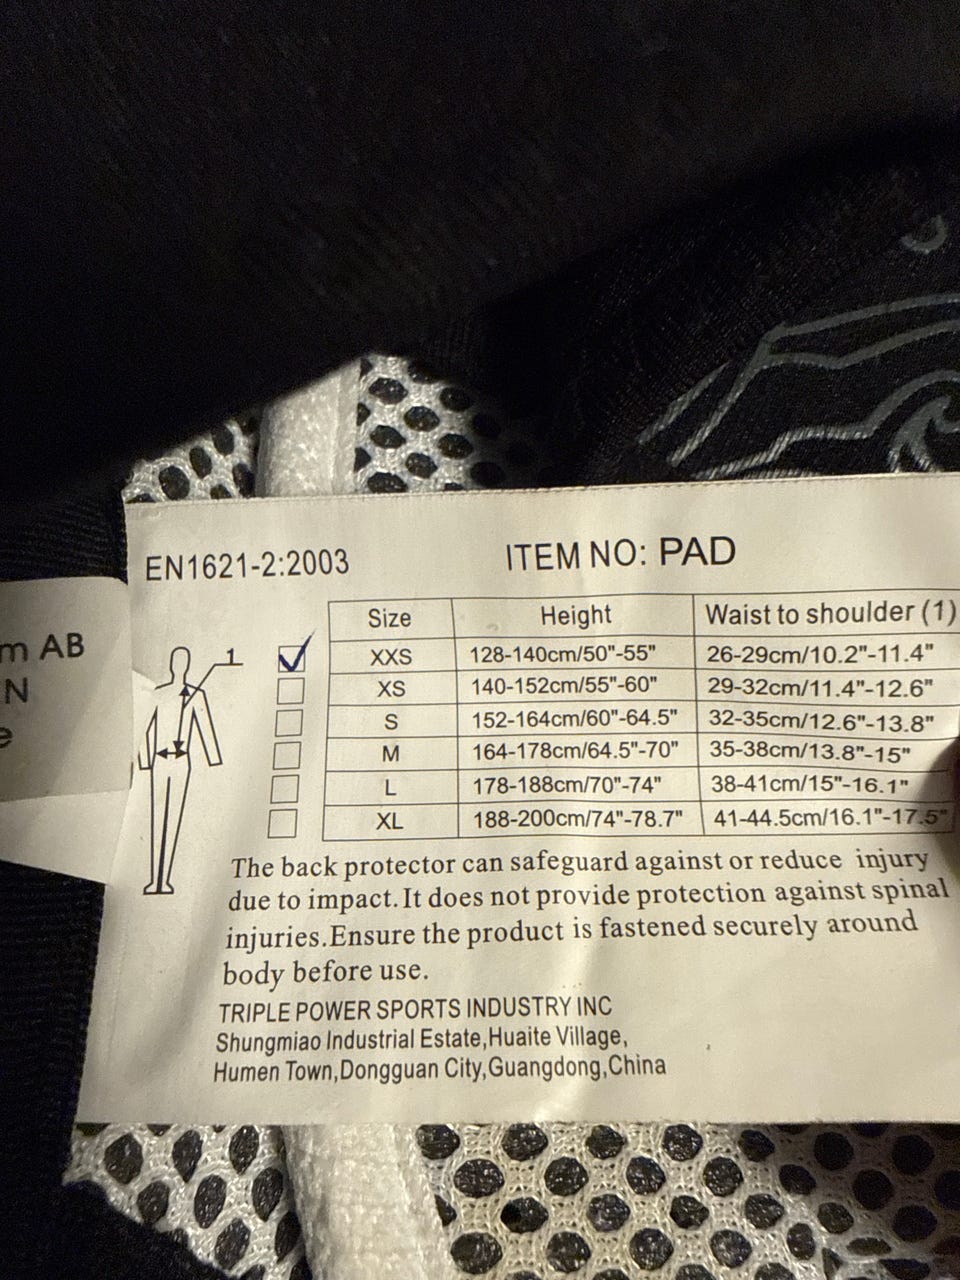 EN1621-2:2003
ITEM NO: PAD
m AB
N
e
1
Size Height Waist to shoulder (1)
XXS 128-140cm/50"-55" 26-29cm/10.2"-11.4"
XS 140-152cm/55"-60" 29-32cm/11.4"-12.6"
S 152-164cm/60"-64.5" 32-35cm/12.6"-13.8"
M 164-178cm/64.5"-70" 35-38cm/13.8"-15"
L 178-188cm/70"-74" 38-41cm/15"-16.1"
XL 188-200cm/74"-78.7" 41-44.5cm/16.1"-17.5"
The back protector can safeguard against or reduce injury
due to impact.It does not provide protection against spinal
injuries.Ensure the product is fastened securely around
body before use.
TRIPLE POWER SPORTS INDUSTRY INC
Shungmiao Industrial Estate,Huaite Village,
Humen Town,Dongguan City,Guangdong,China